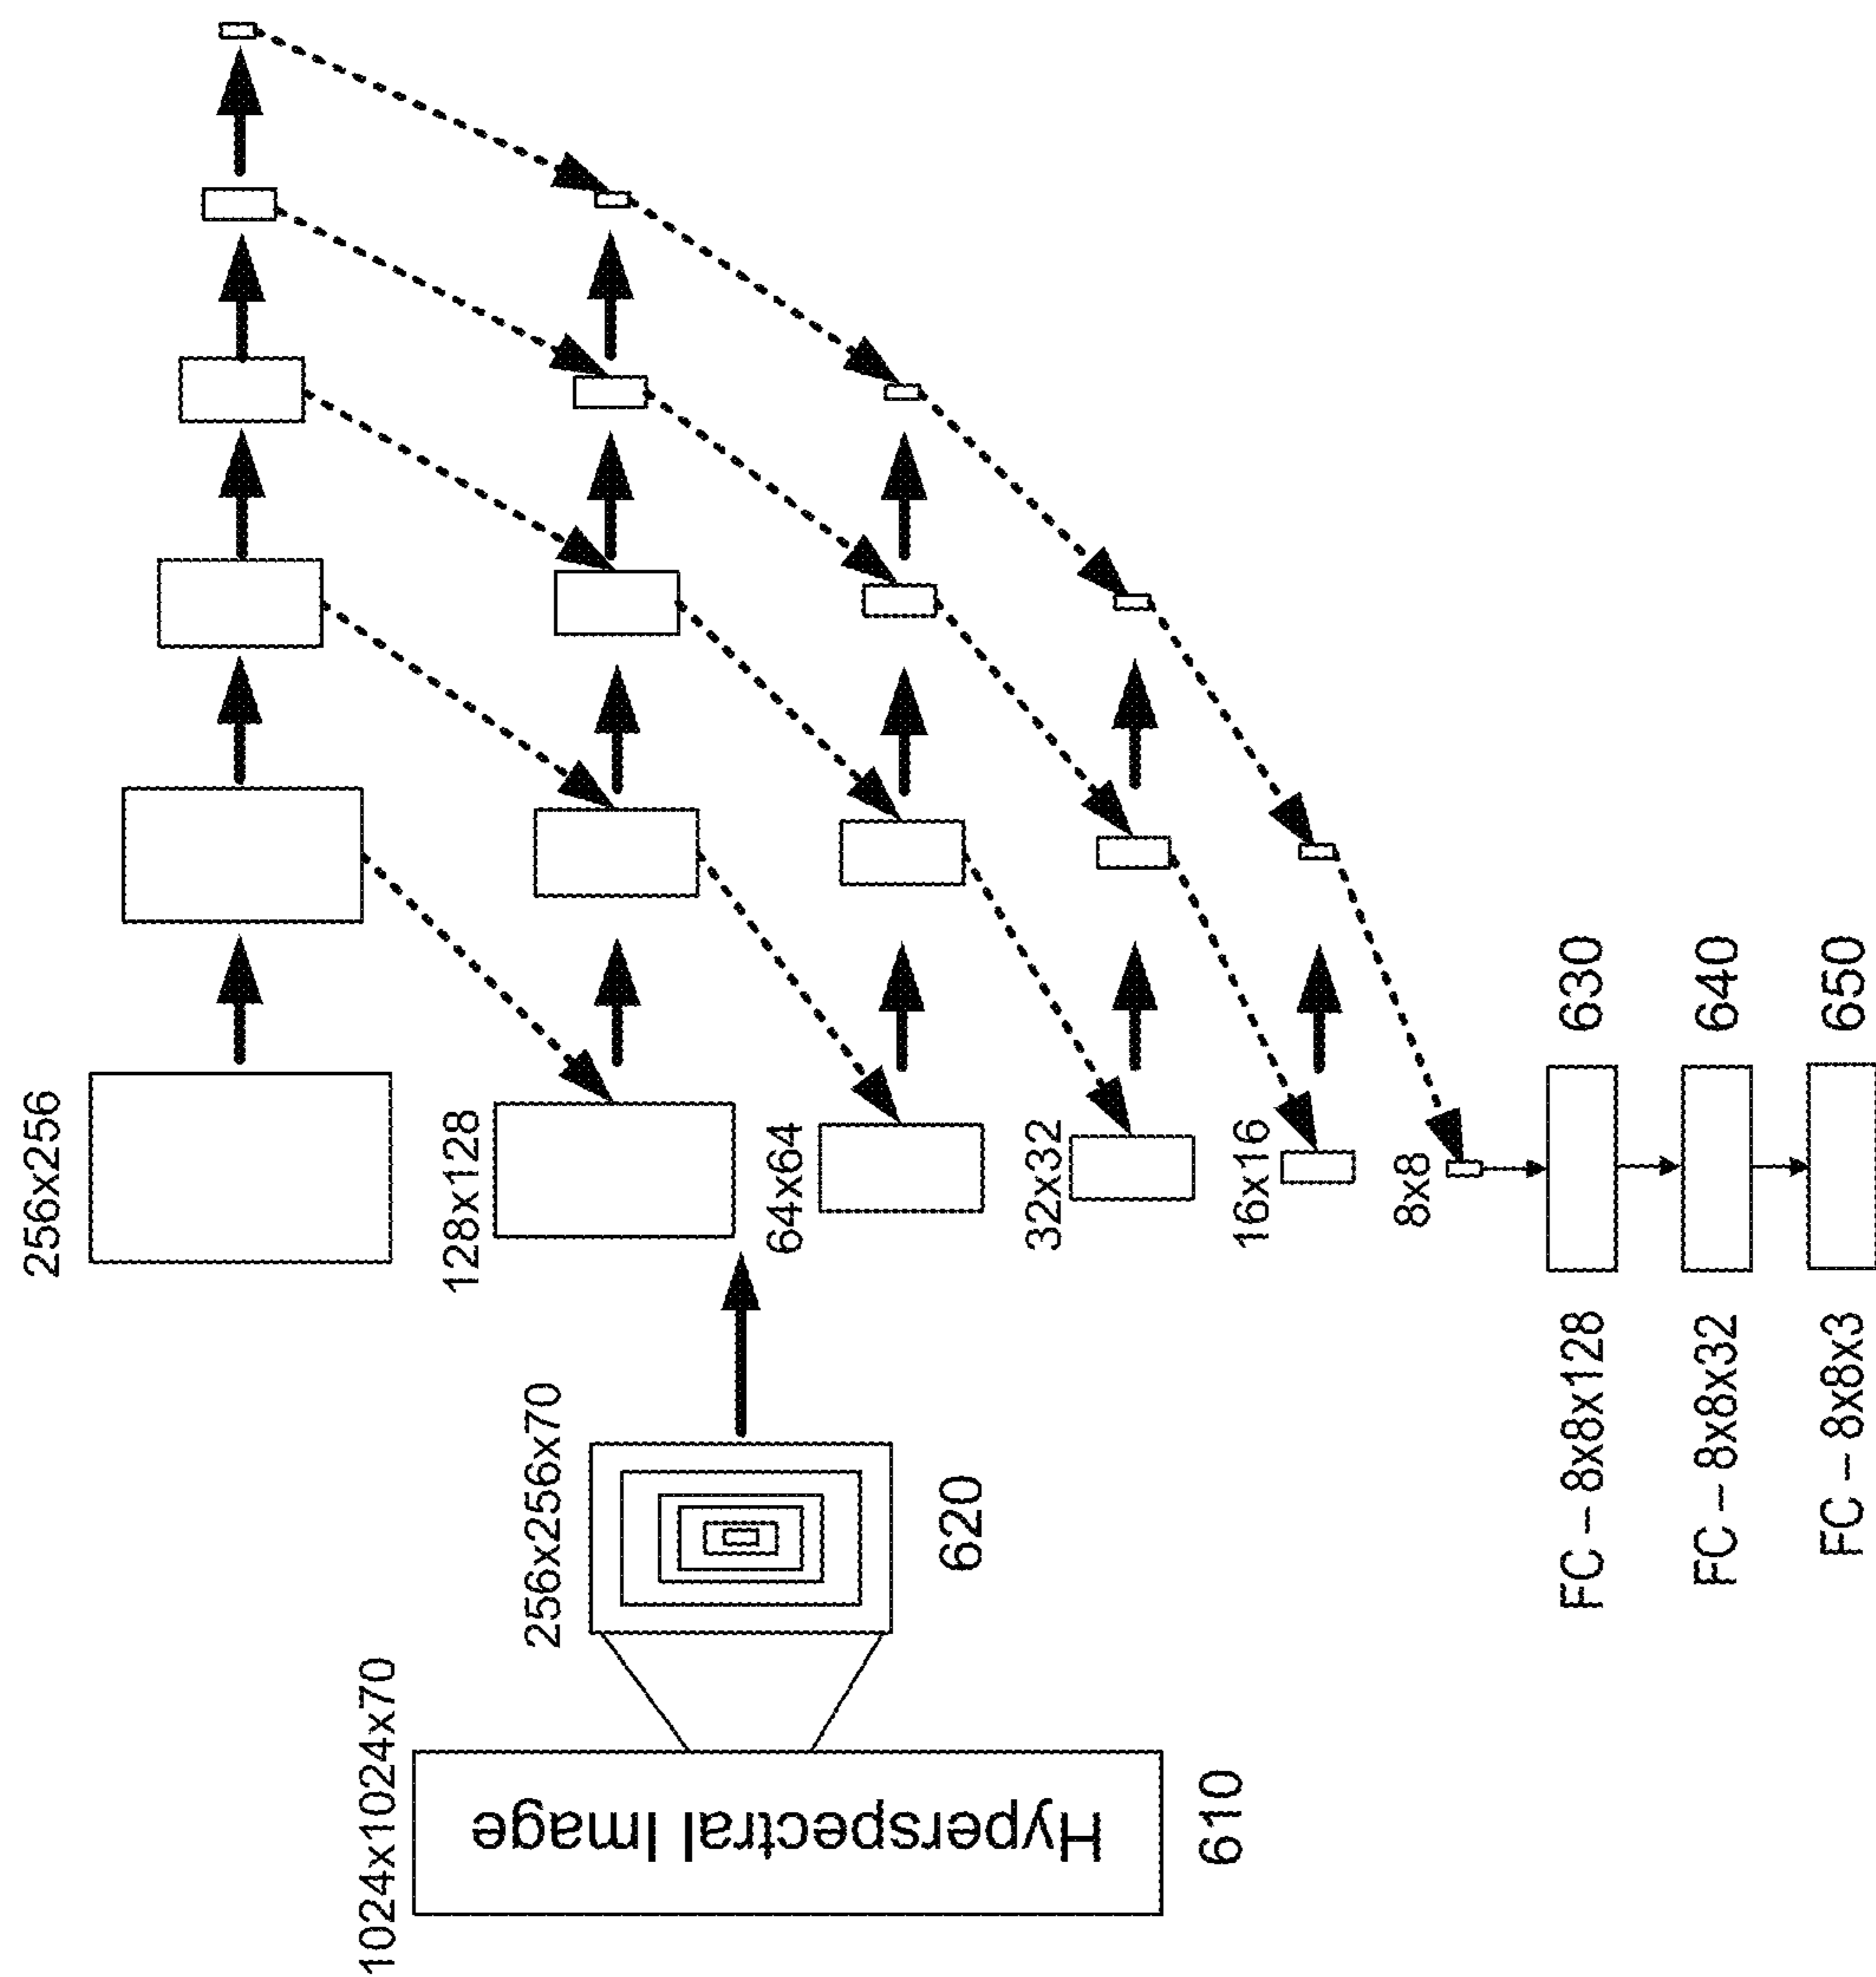 256x256
128x128
64x64
32x32
16x16
8x8
256x256x70
620
1024x1024x70
Hyperspectral Image
610
630
640
650
FC – 8x8x128
FC – 8x8x32
FC – 8x8x3